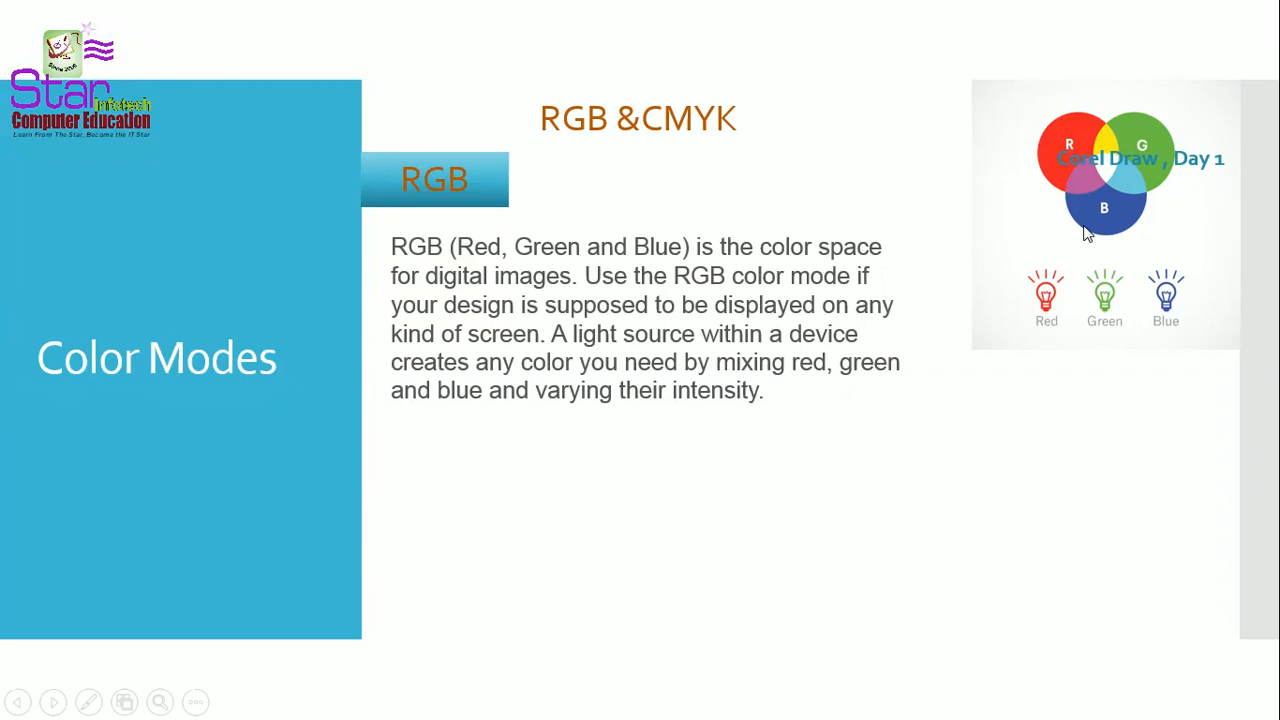 Since 2006
Star
Infotech
Computer Education
Learn From The Star, Become the IT Star
RGB &CMYK
RGB
R
G
Corel Draw , Day 1
B
RGB (Red, Green and Blue) is the color space
for digital images. Use the RGB color mode if
your design is supposed to be displayed on any
kind of screen. A light source within a device
creates any color you need by mixing red, green
and blue and varying their intensity.
Red
Green
Blue
Color Modes